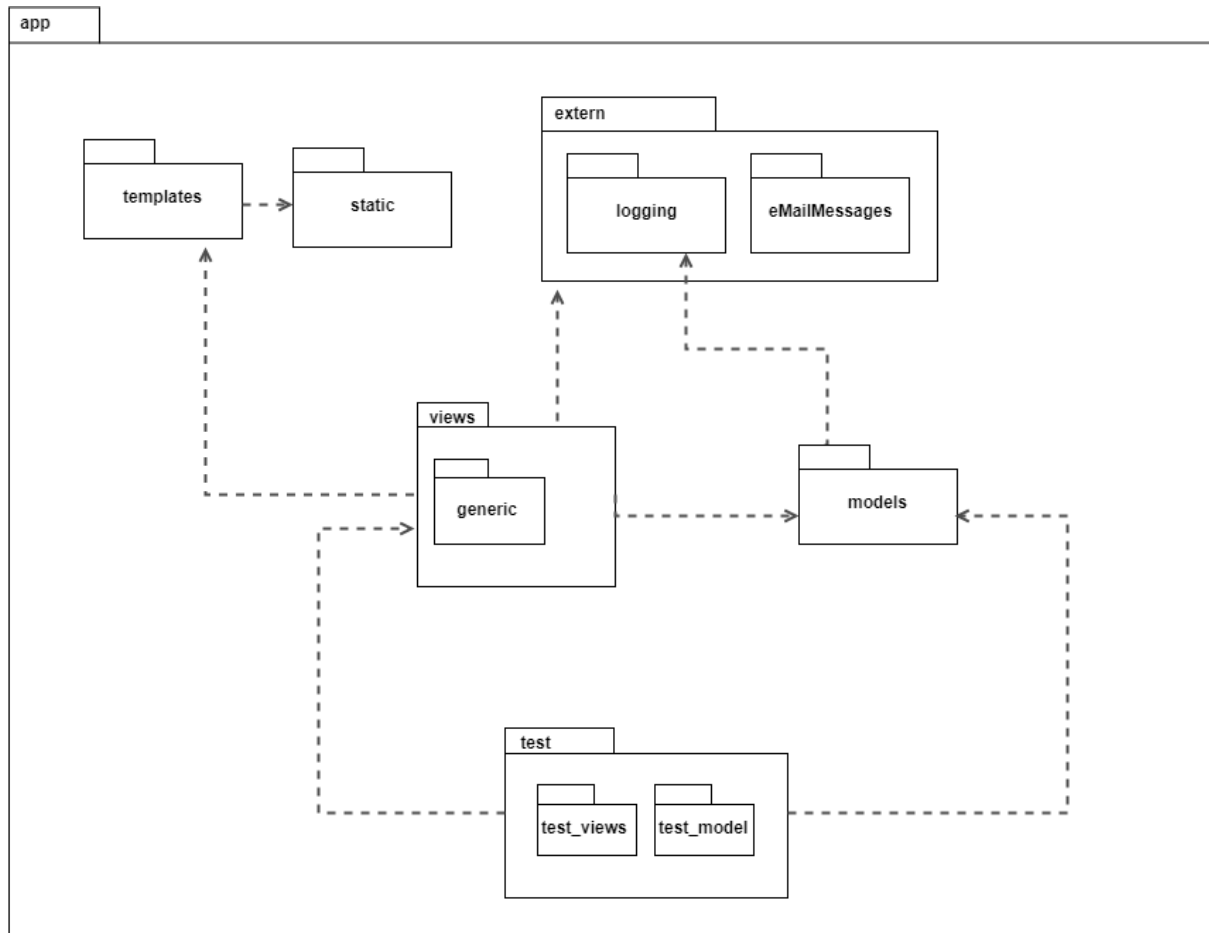 app
extern
templates
static
logging
eMailMessages
views
generic
models
test
test_views
test_model